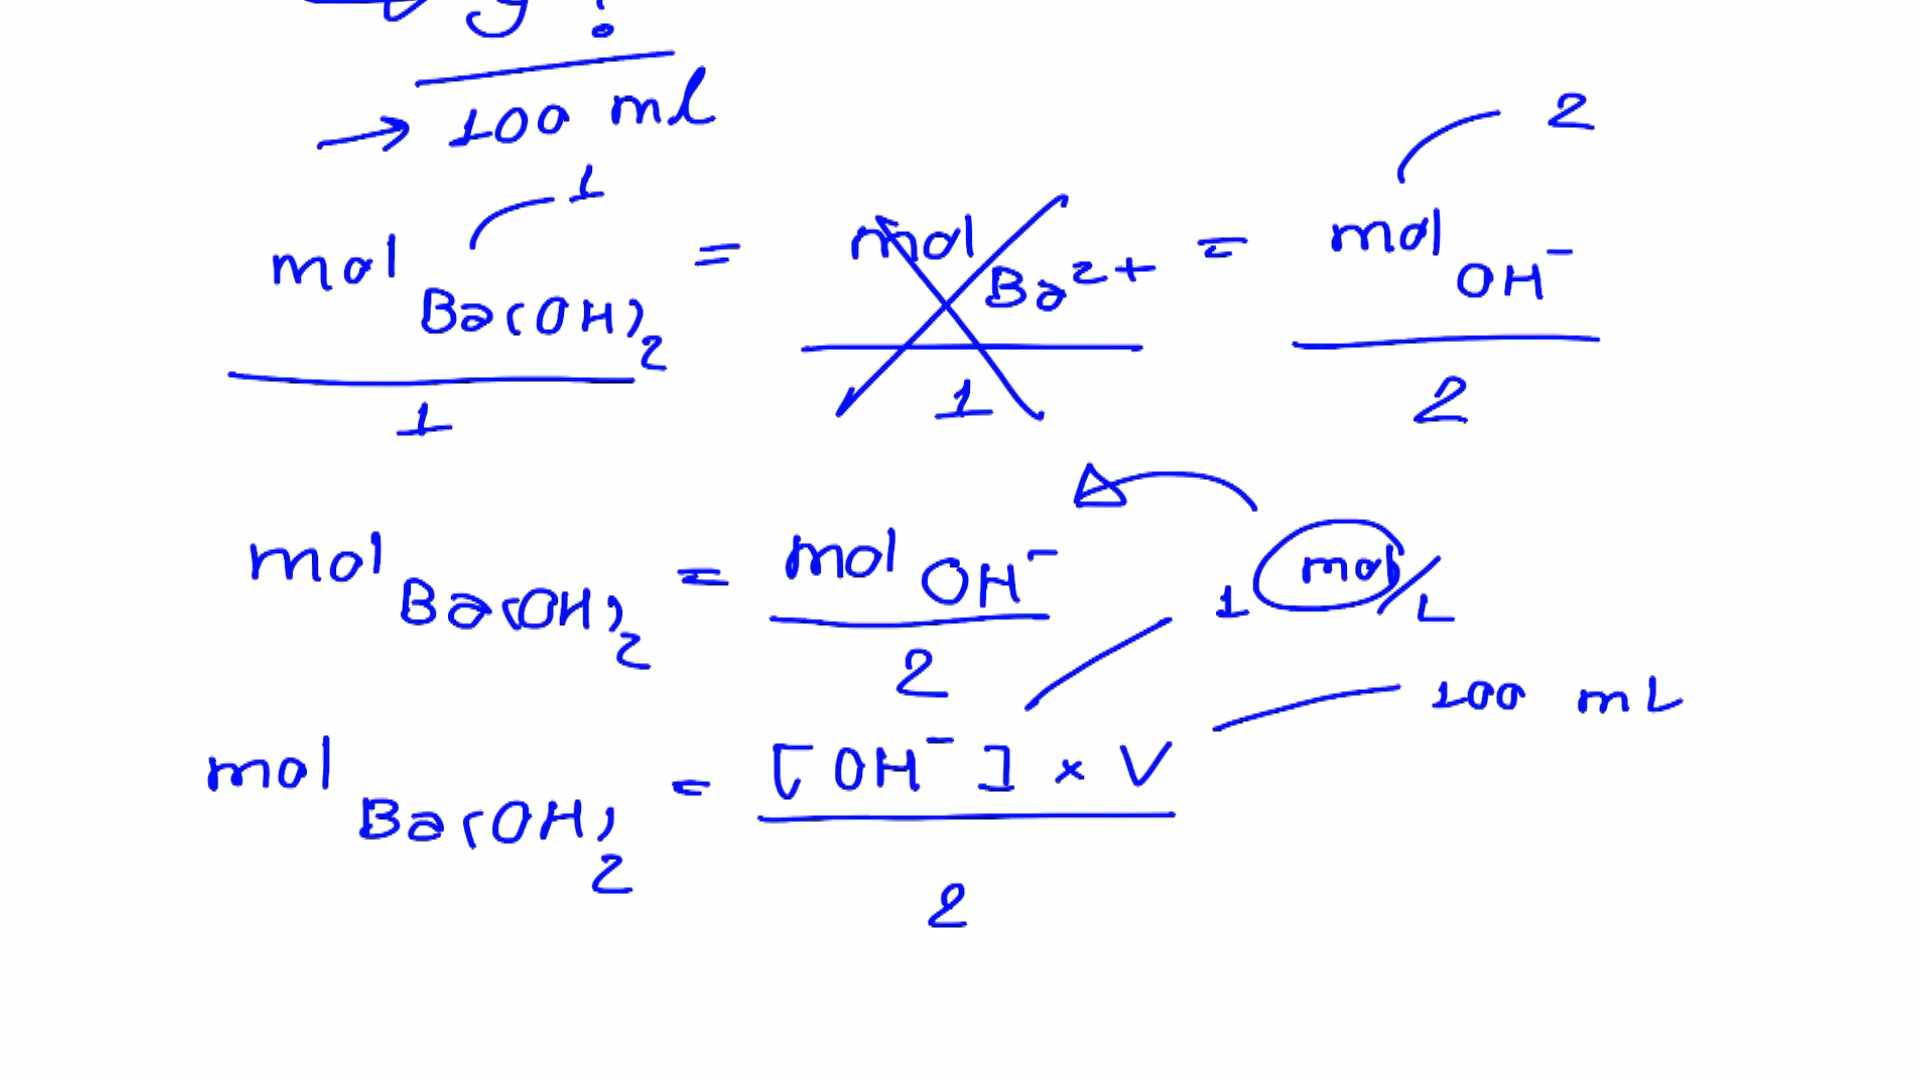 g ?
→ 100 ml
1 2
mol Ba(OH)2 / 1 = mol Ba2+ / 1 = mol OH- / 2
mol Ba(OH)2 = mol OH- / 2
1 mol/L
100 mL
mol Ba(OH)2 = [OH-] × V / 2